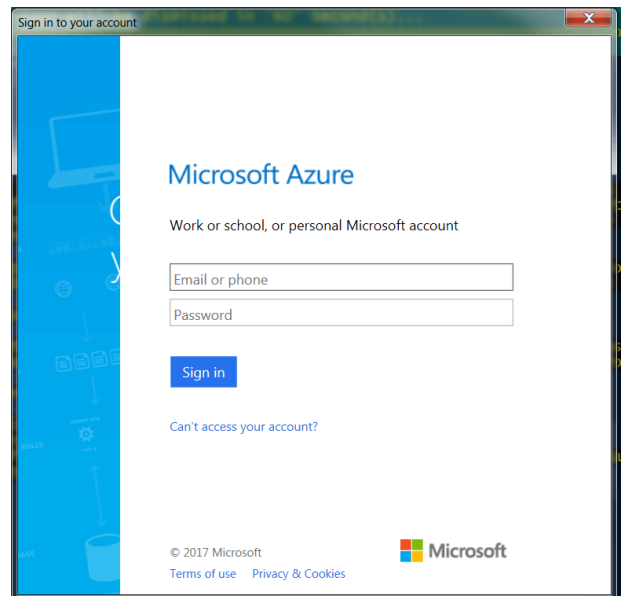 Sign in to your account
Microsoft Azure
Work or school, or personal Microsoft account
Email or phone
Password
Sign in
Can't access your account?
ROLES
© 2017 Microsoft
Microsoft
Terms of use Privacy & Cookies